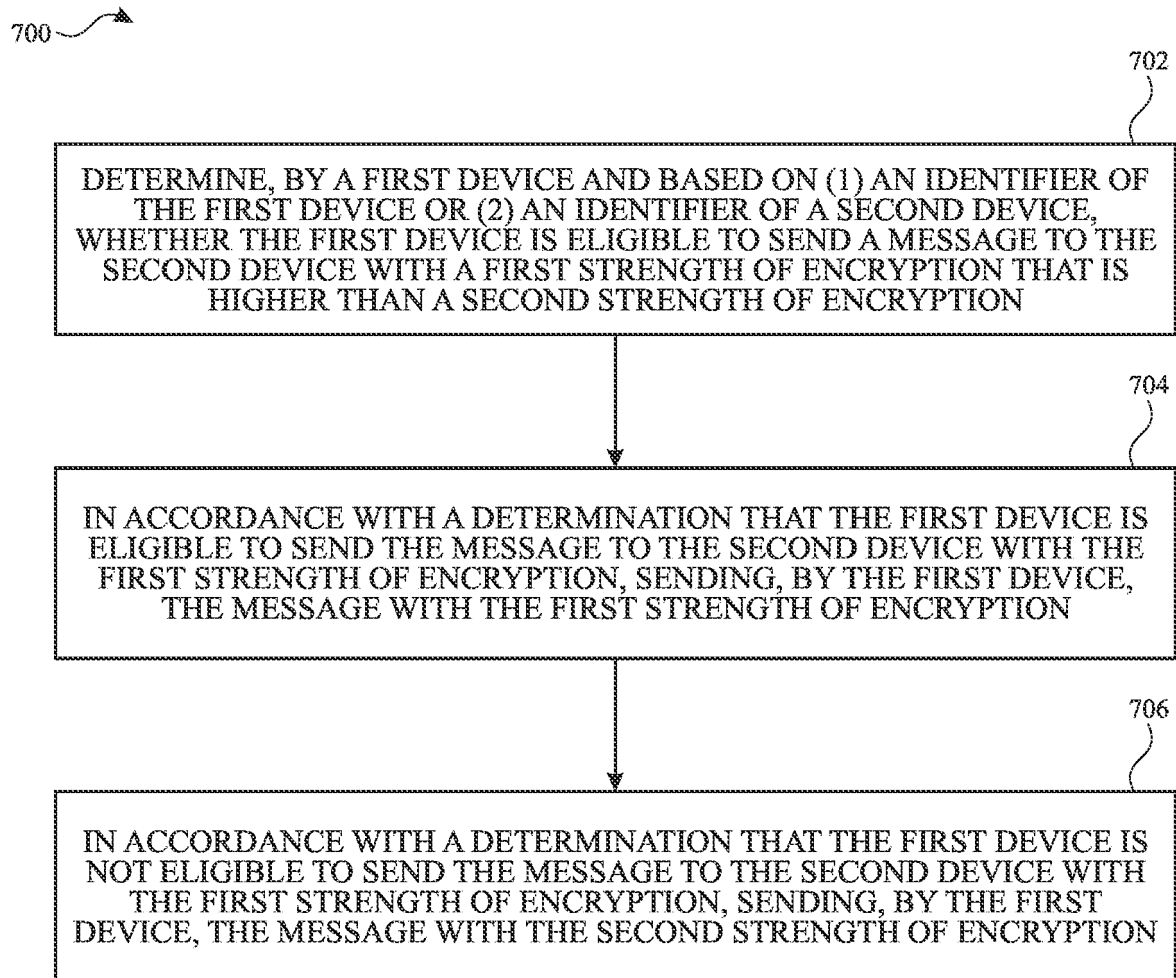 700
702
DETERMINE, BY A FIRST DEVICE AND BASED ON (1) AN IDENTIFIER OF
THE FIRST DEVICE OR (2) AN IDENTIFIER OF A SECOND DEVICE,
WHETHER THE FIRST DEVICE IS ELIGIBLE TO SEND A MESSAGE TO THE
SECOND DEVICE WITH A FIRST STRENGTH OF ENCRYPTION THAT IS
HIGHER THAN A SECOND STRENGTH OF ENCRYPTION
704
IN ACCORDANCE WITH A DETERMINATION THAT THE FIRST DEVICE IS
ELIGIBLE TO SEND THE MESSAGE TO THE SECOND DEVICE WITH THE
FIRST STRENGTH OF ENCRYPTION, SENDING, BY THE FIRST DEVICE,
THE MESSAGE WITH THE FIRST STRENGTH OF ENCRYPTION
706
IN ACCORDANCE WITH A DETERMINATION THAT THE FIRST DEVICE IS
NOT ELIGIBLE TO SEND THE MESSAGE TO THE SECOND DEVICE WITH
THE FIRST STRENGTH OF ENCRYPTION, SENDING, BY THE FIRST
DEVICE, THE MESSAGE WITH THE SECOND STRENGTH OF ENCRYPTION